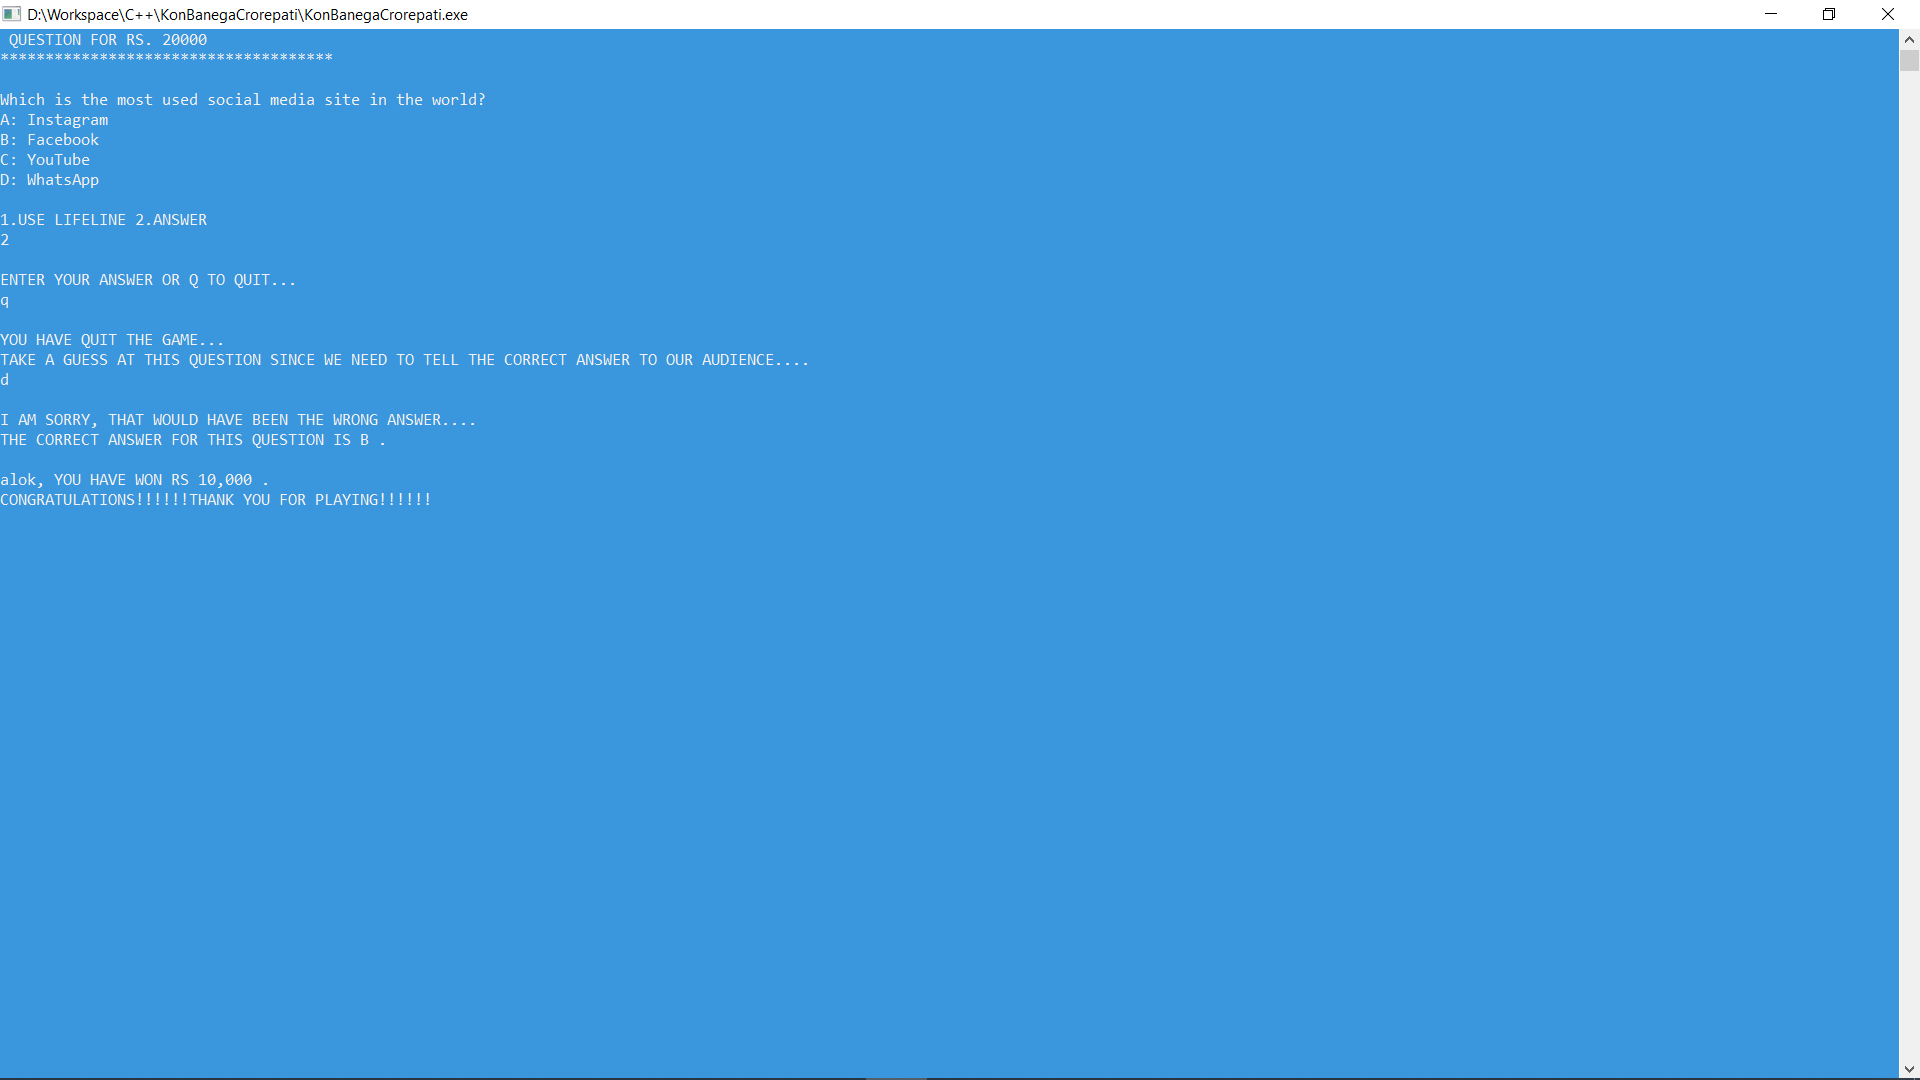 D:\Workspace\C++\KonBanegaCrorepati\KonBanegaCrorepati.exe
QUESTION FOR RS. 20000
*************************************
Which is the most used social media site in the world?
A: Instagram
B: Facebook
C: YouTube
D: WhatsApp
1.USE LIFELINE 2.ANSWER
2
ENTER YOUR ANSWER OR Q TO QUIT...
q
YOU HAVE QUIT THE GAME...
TAKE A GUESS AT THIS QUESTION SINCE WE NEED TO TELL THE CORRECT ANSWER TO OUR AUDIENCE....
d
I AM SORRY, THAT WOULD HAVE BEEN THE WRONG ANSWER....
THE CORRECT ANSWER FOR THIS QUESTION IS B .
alok, YOU HAVE WON RS 10,000 .
CONGRATULATIONS!!!!!!THANK YOU FOR PLAYING!!!!!!